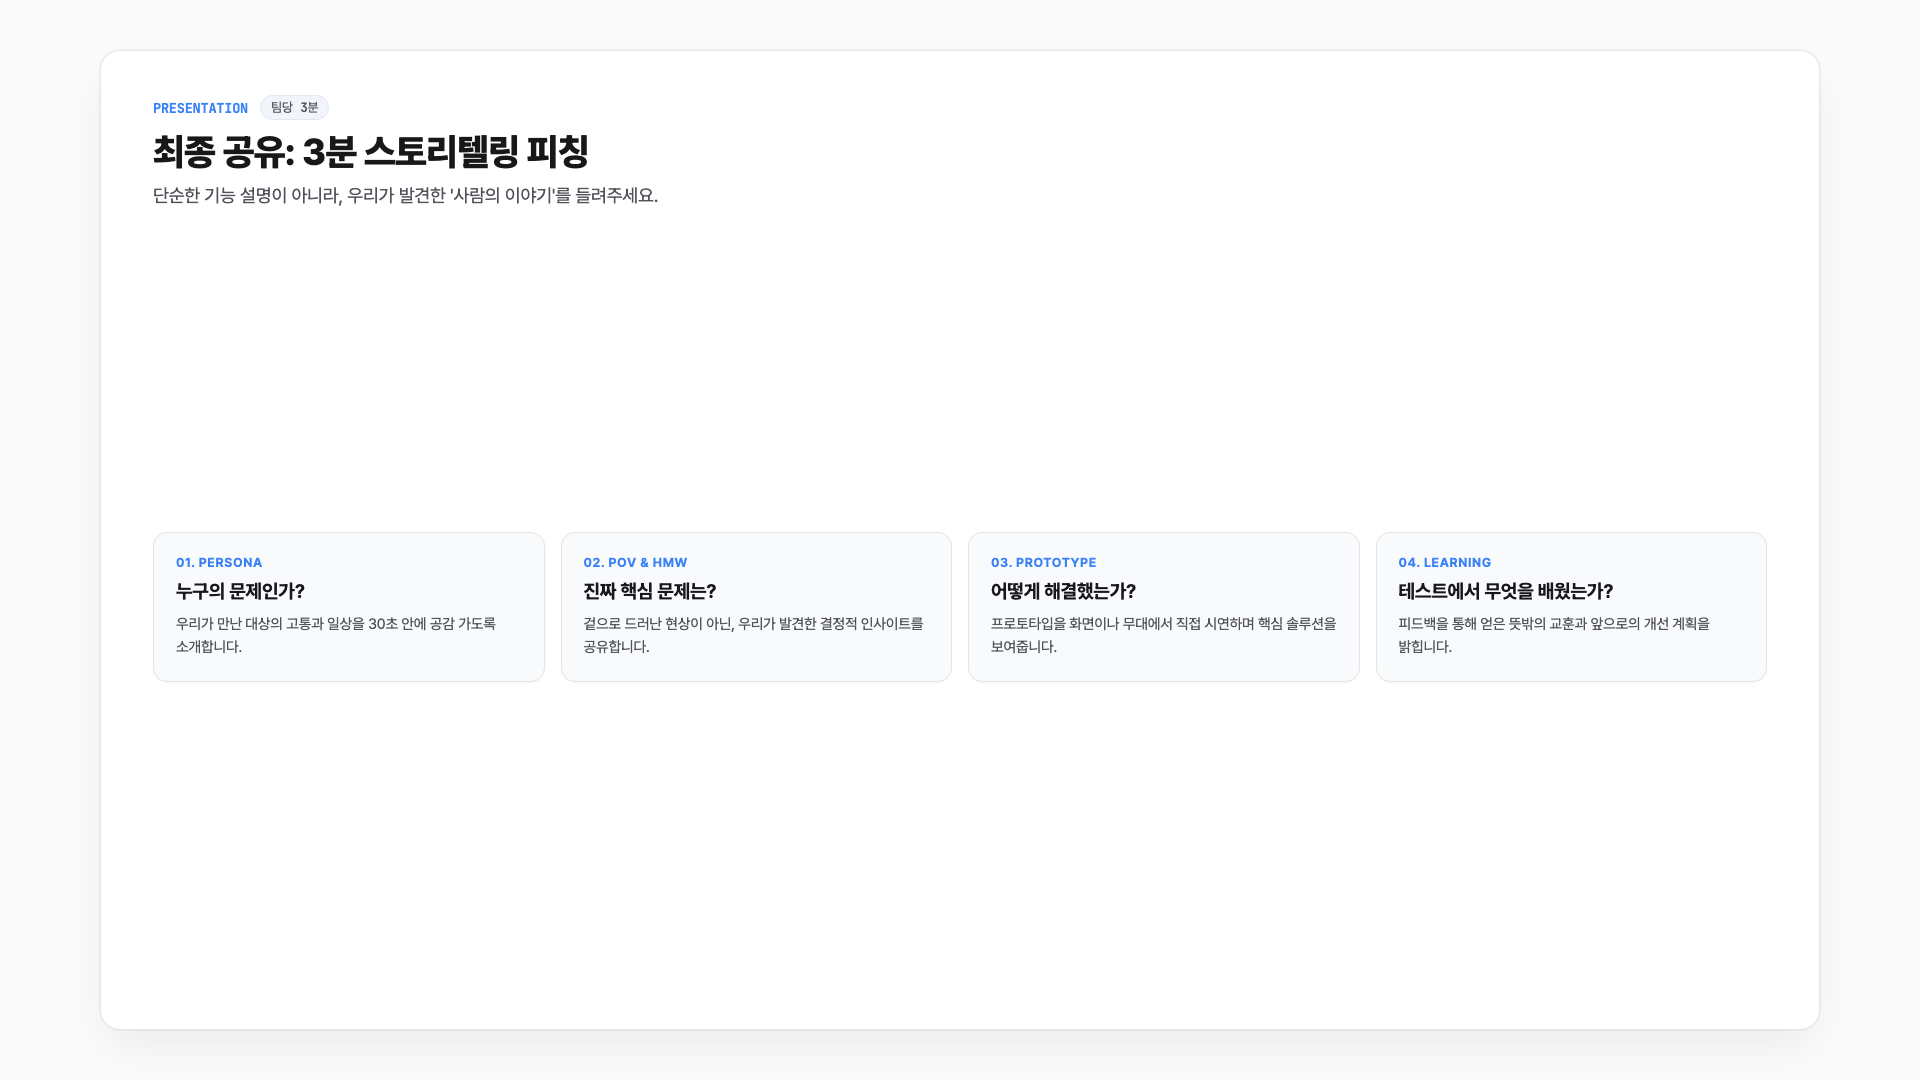 PRESENTATION 팀당 3분
최종 공유: 3분 스토리텔링 피칭
단순한 기능 설명이 아니라, 우리가 발견한 '사람의 이야기'를 들려주세요.
01. PERSONA
누구의 문제인가?
우리가 만난 대상의 고통과 일상을 30초 안에 공감 가도록
소개합니다.
02. POV & HMW
진짜 핵심 문제는?
겉으로 드러난 현상이 아닌, 우리가 발견한 결정적 인사이트를
공유합니다.
03. PROTOTYPE
어떻게 해결했는가?
프로토타입을 화면이나 무대에서 직접 시연하며 핵심 솔루션을
보여줍니다.
04. LEARNING
테스트에서 무엇을 배웠는가?
피드백을 통해 얻은 뜻밖의 교훈과 앞으로의 개선 계획을
밝힙니다.